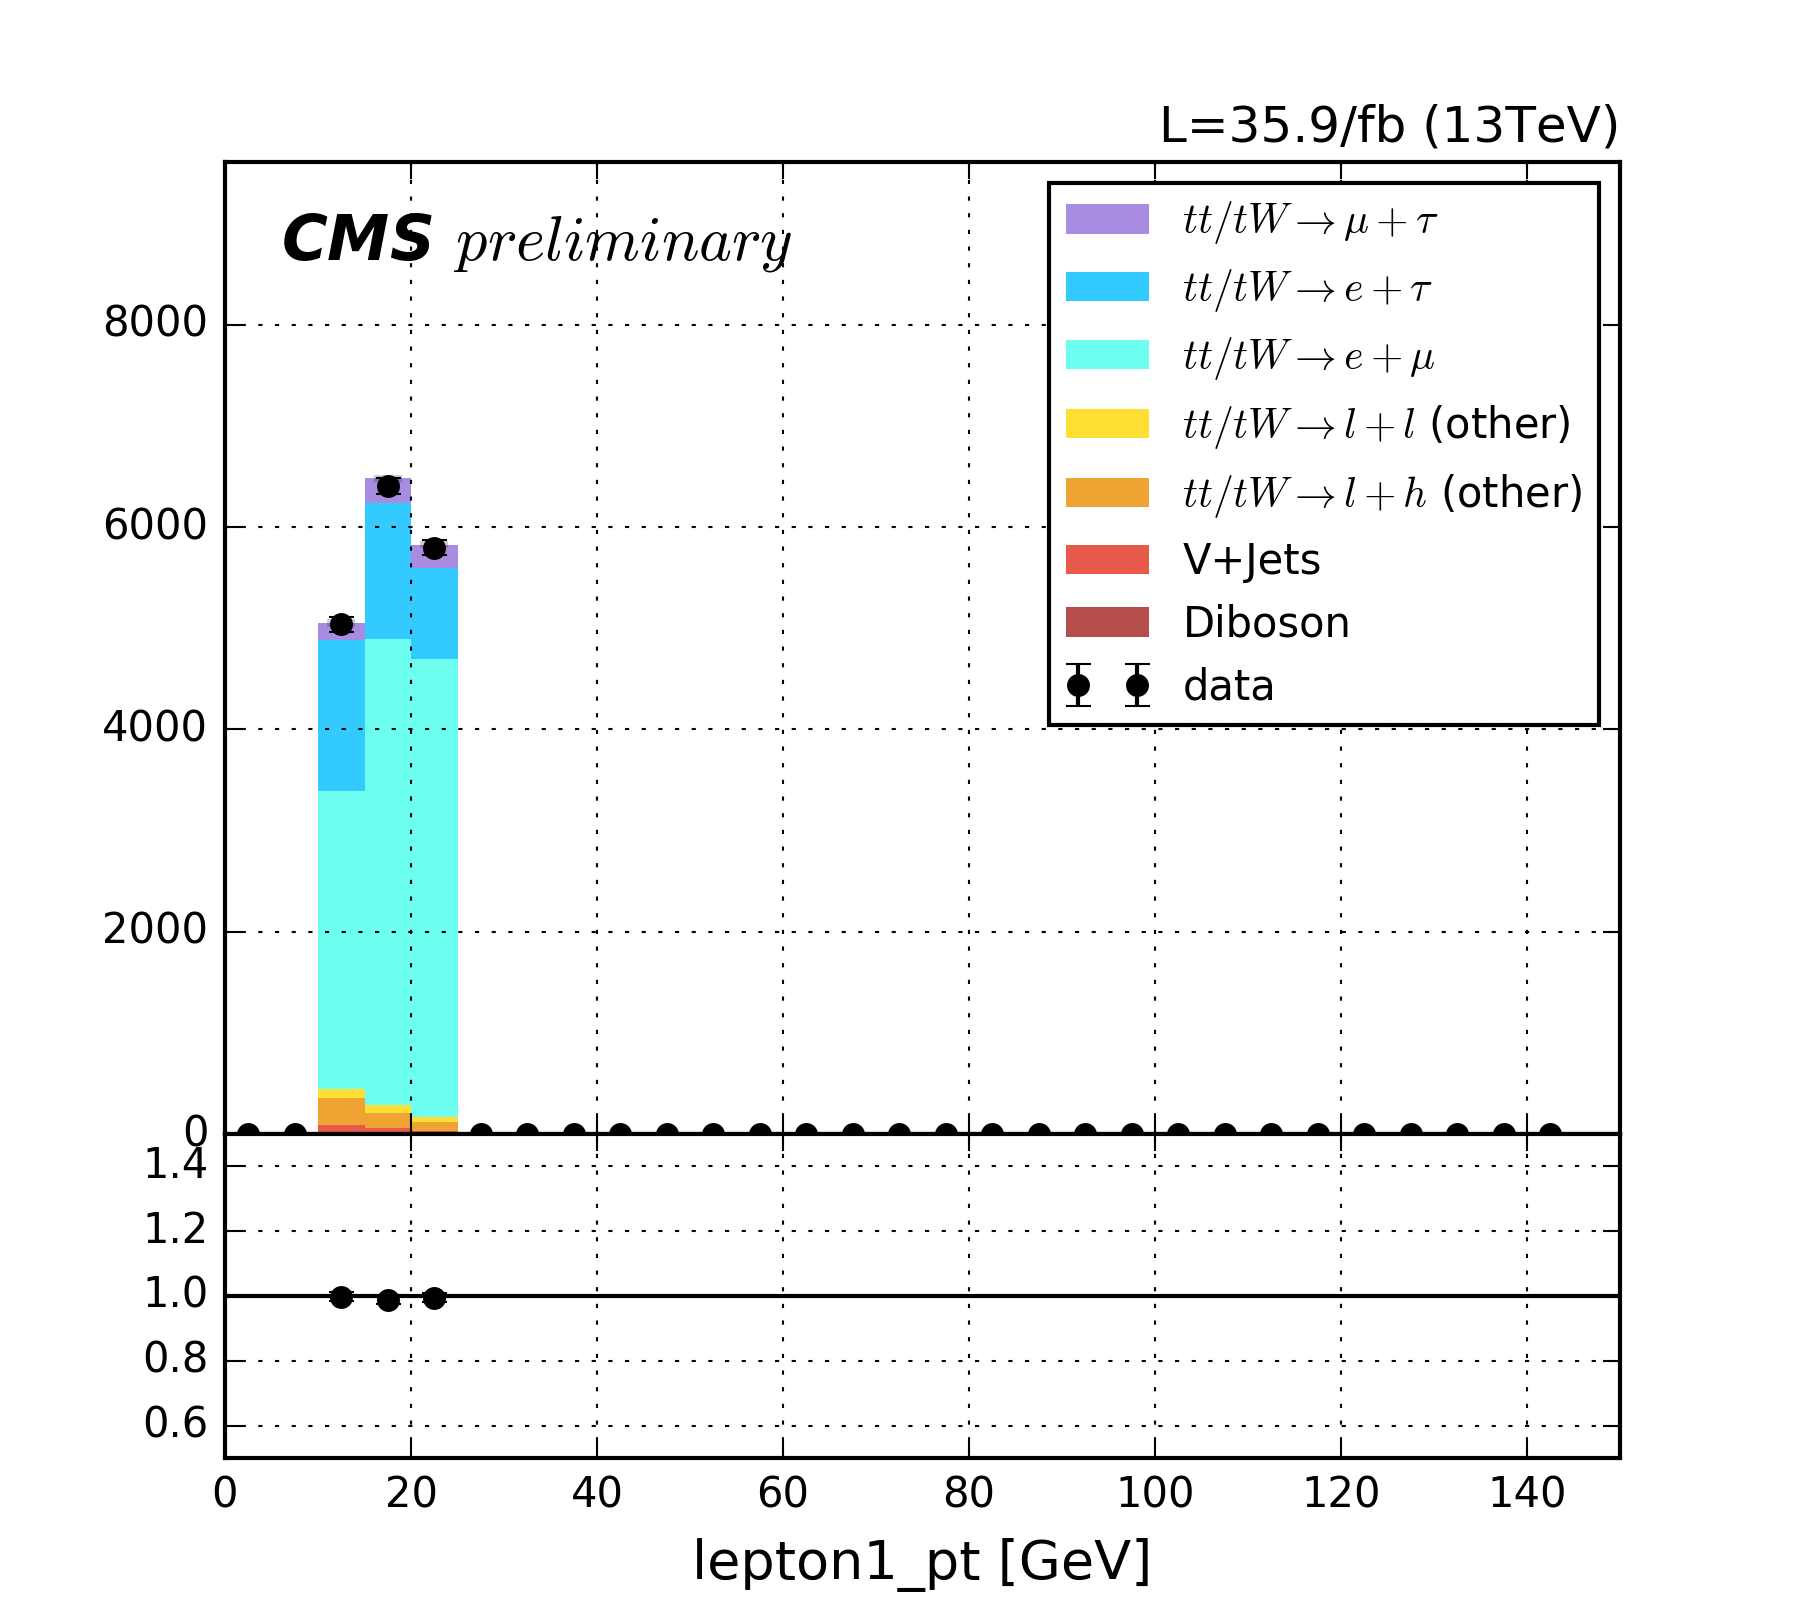 L=35.9/fb (13TeV)
CMS preliminary
tt/tW→μ+τ
tt/tW→e+τ
tt/tW→e+μ
tt/tW→l+l (other)
tt/tW→l+h (other)
V+Jets
Diboson
data
8000
6000
4000
2000
0
1.4
1.2
1.0
0.8
0.6
0 20 40 60 80 100 120 140
lepton1_pt [GeV]